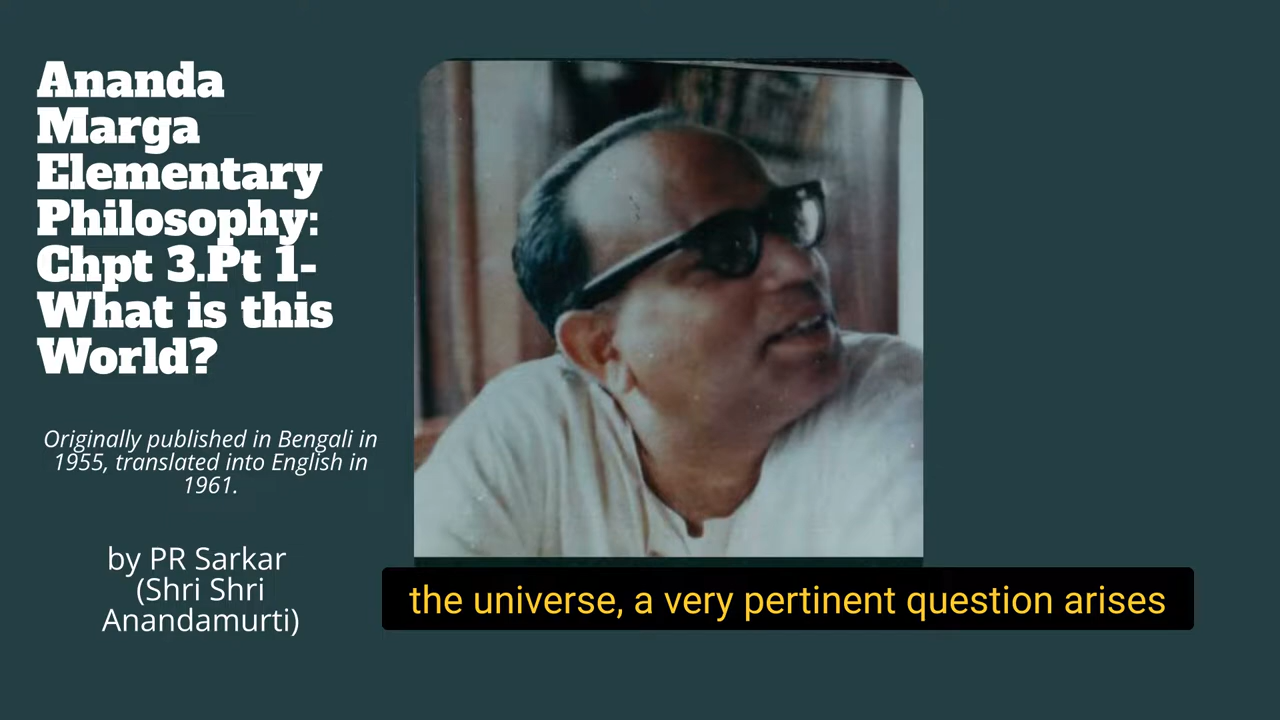 Ananda
Marga
Elementary
Philosophy:
Chpt 3.Pt 1-
What is this
World?
Originally published in Bengali in
1955, translated into English in
1961.
by PR Sarkar
(Shri Shri
Anandamurti)
the universe, a very pertinent question arises